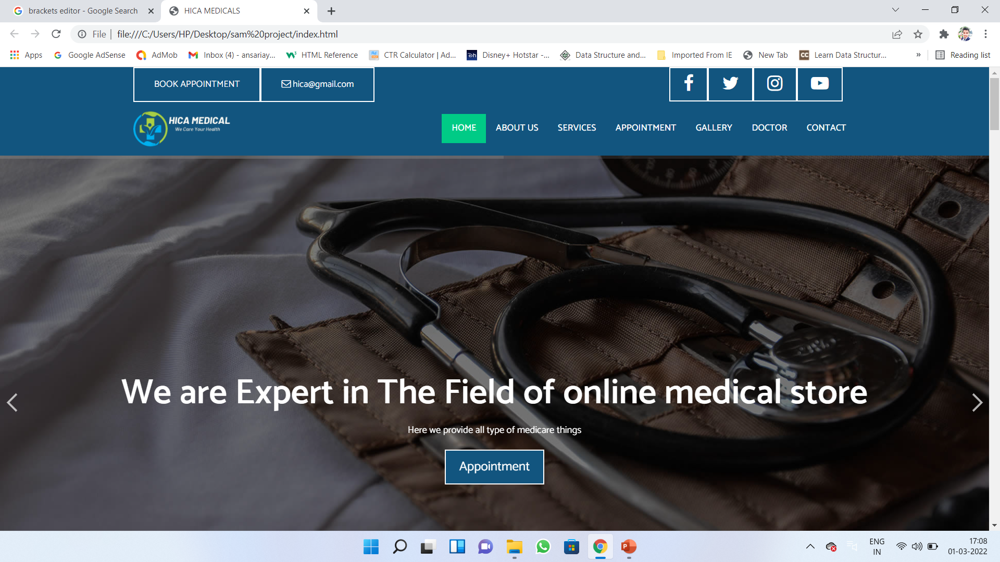 brackets editor - Google Search
HICA MEDICALS
File
file:///C:/Users/HP/Desktop/sam%20project/index.html
Apps
Google AdSense
AdMob
Inbox (4) - ansariay...
HTML Reference
CTR Calculator | Ad...
Disney+ Hotstar -...
Data Structure and...
Imported From IE
New Tab
Learn Data Structur...
»
Reading list
BOOK APPOINTMENT
hica@gmail.com
HICA MEDICAL
We Care Your Health
HOME
ABOUT US
SERVICES
APPOINTMENT
GALLERY
DOCTOR
CONTACT
We are Expert in The Field of online medical store
Here we provide all type of medicare things
Appointment
ENG
IN
17:08
01-03-2022